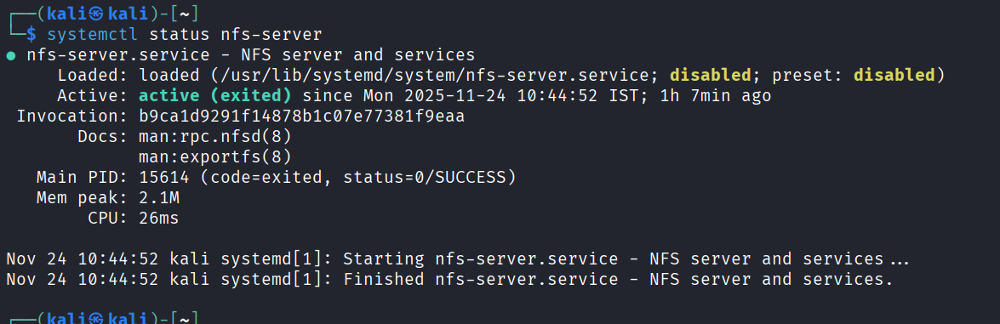 ┌──(kali㉿kali)-[~]
└─$ systemctl status nfs-server
● nfs-server.service - NFS server and services
     Loaded: loaded (/usr/lib/systemd/system/nfs-server.service; disabled; preset: disabled)
     Active: active (exited) since Mon 2025-11-24 10:44:52 IST; 1h 7min ago
 Invocation: b9ca1d9291f14878b1c07e77381f9eaa
       Docs: man:rpc.nfsd(8)
             man:exportfs(8)
   Main PID: 15614 (code=exited, status=0/SUCCESS)
   Mem peak: 2.1M
        CPU: 26ms

Nov 24 10:44:52 kali systemd[1]: Starting nfs-server.service - NFS server and services...
Nov 24 10:44:52 kali systemd[1]: Finished nfs-server.service - NFS server and services.

┌──(kali㉿kali)-[~]